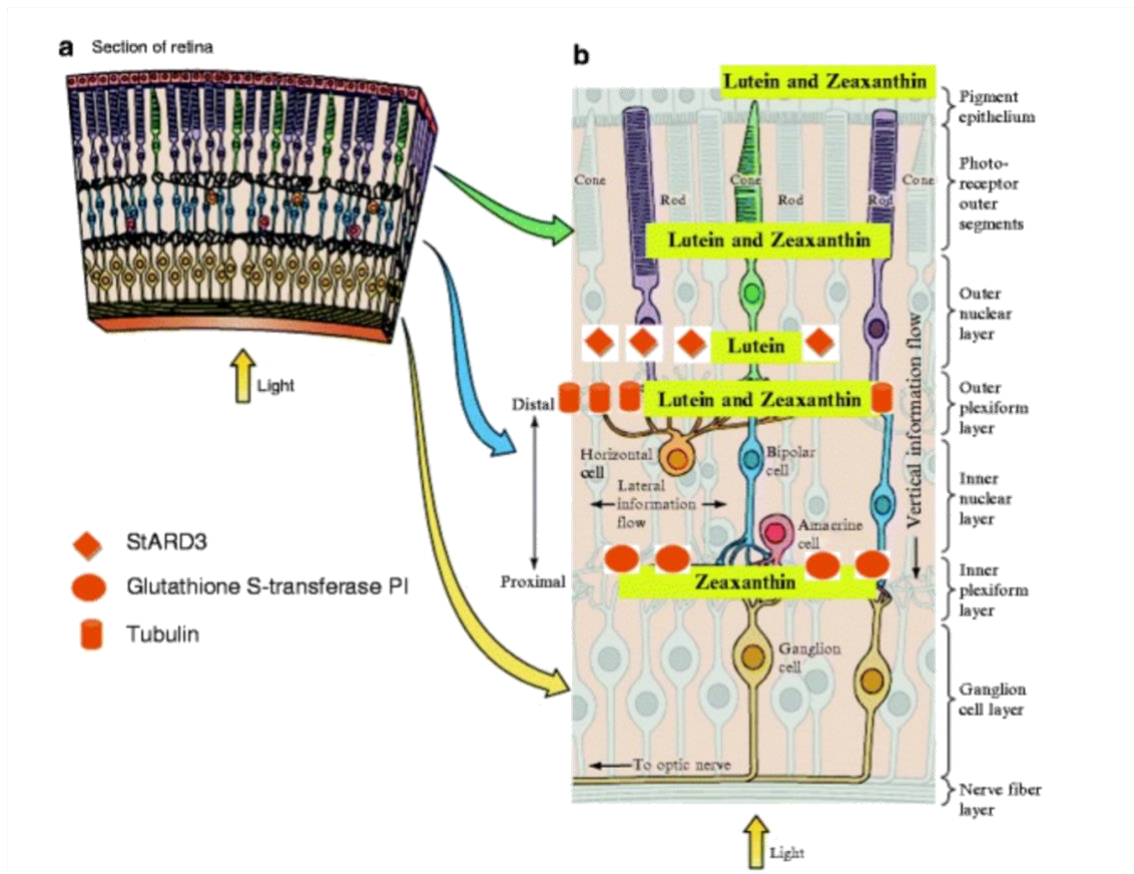 a Section of retina
Light
StARD3
Glutathione S-transferase PI
Tubulin
b
Lutein and Zeaxanthin
Pigment
epithelium
Cone
Rod
Cone
Rod
Rod
Cone
Photo-
receptor
outer
segments
Lutein and Zeaxanthin
Outer
nuclear
layer
Lutein
Distal
Lutein and Zeaxanthin
Outer
plexiform
layer
Horizontal
cell
Bipolar
cell
Lateral
information
flow
Vertical information flow
Inner
nuclear
layer
Amacrine
cell
Proximal
Zeaxanthin
Inner
plexiform
layer
Ganglion
cell
Ganglion
cell layer
To optic nerve
Nerve fiber
layer
Light